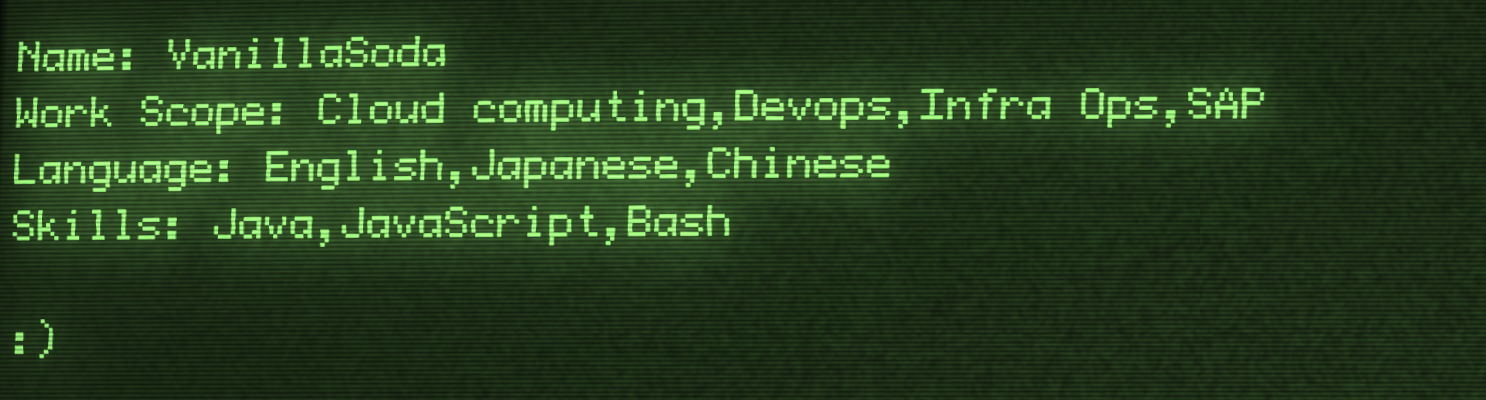 Name: VanillaSoda
Work Scope: Cloud computing,Devops,Infra Ops,SAP
Language: English,Japanese,Chinese
Skills: Java,JavaScript,Bash
:)